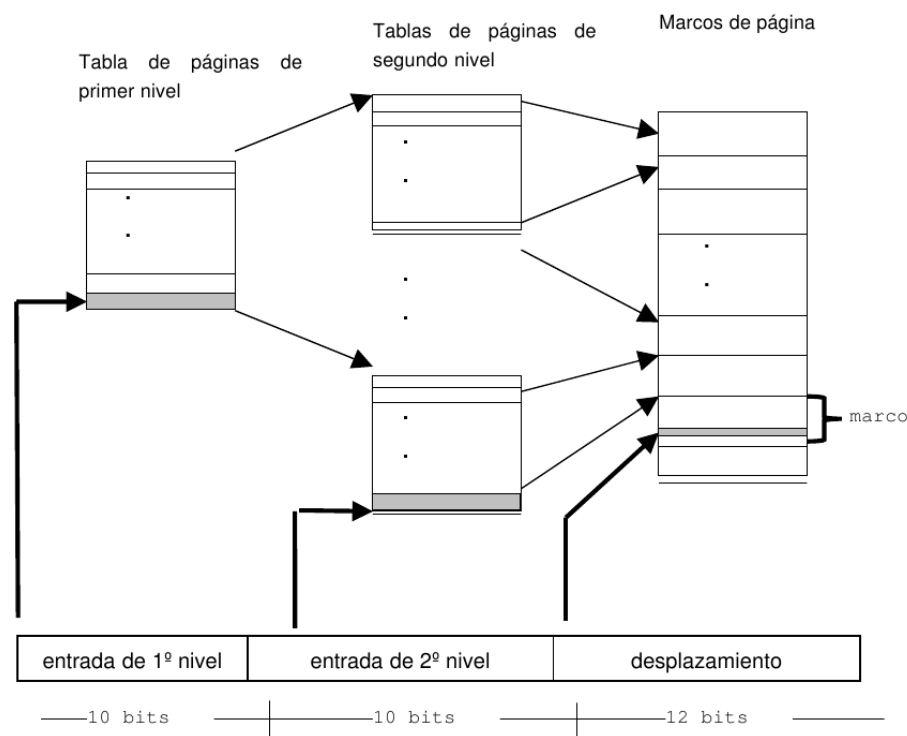 Tabla de páginas de
primer nivel
Tablas de páginas de
segundo nivel
Marcos de página
marco
entrada de 1º nivel
entrada de 2º nivel
desplazamiento
10 bits
10 bits
12 bits